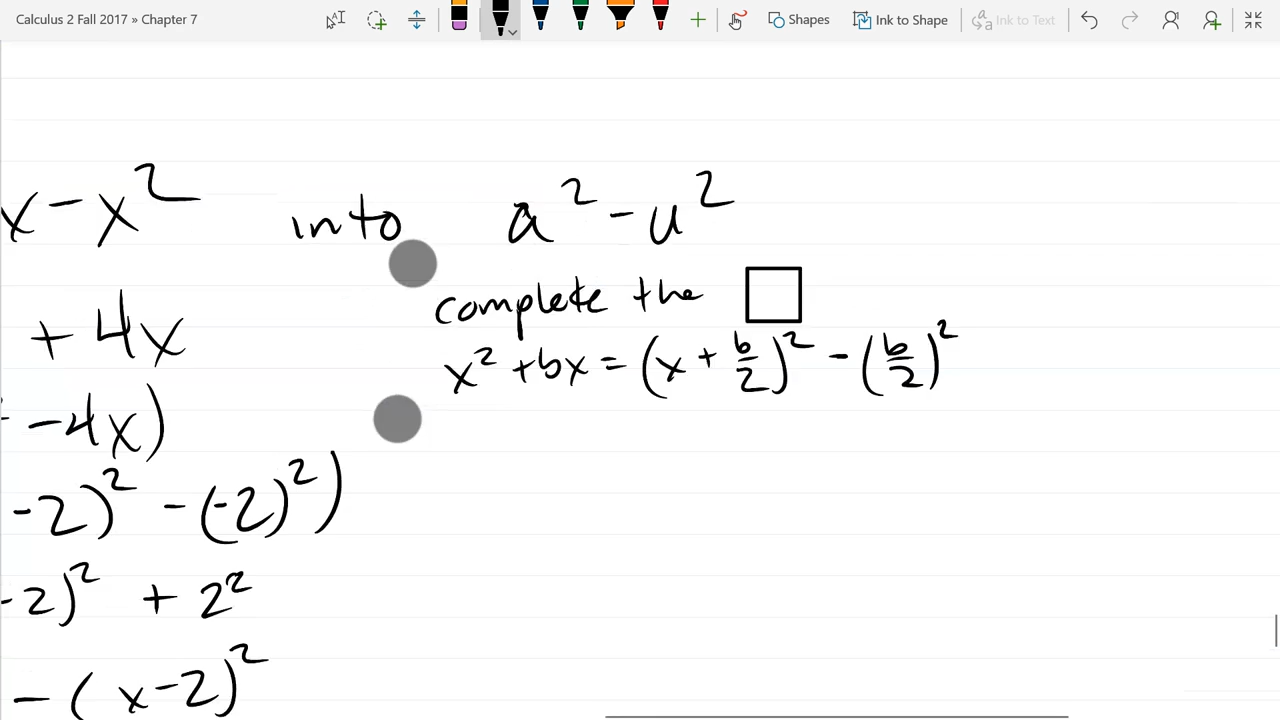 Calculus 2 Fall 2017 » Chapter 7
Shapes
Ink to Shape
Ink to Text
x - x² into a² - u²
complete the □
+ 4x
x² + bx = (x + b/2)² - (b/2)²
- 4x)
-2)² - (-2)²)
-2)² + 2²
- (x-2)²